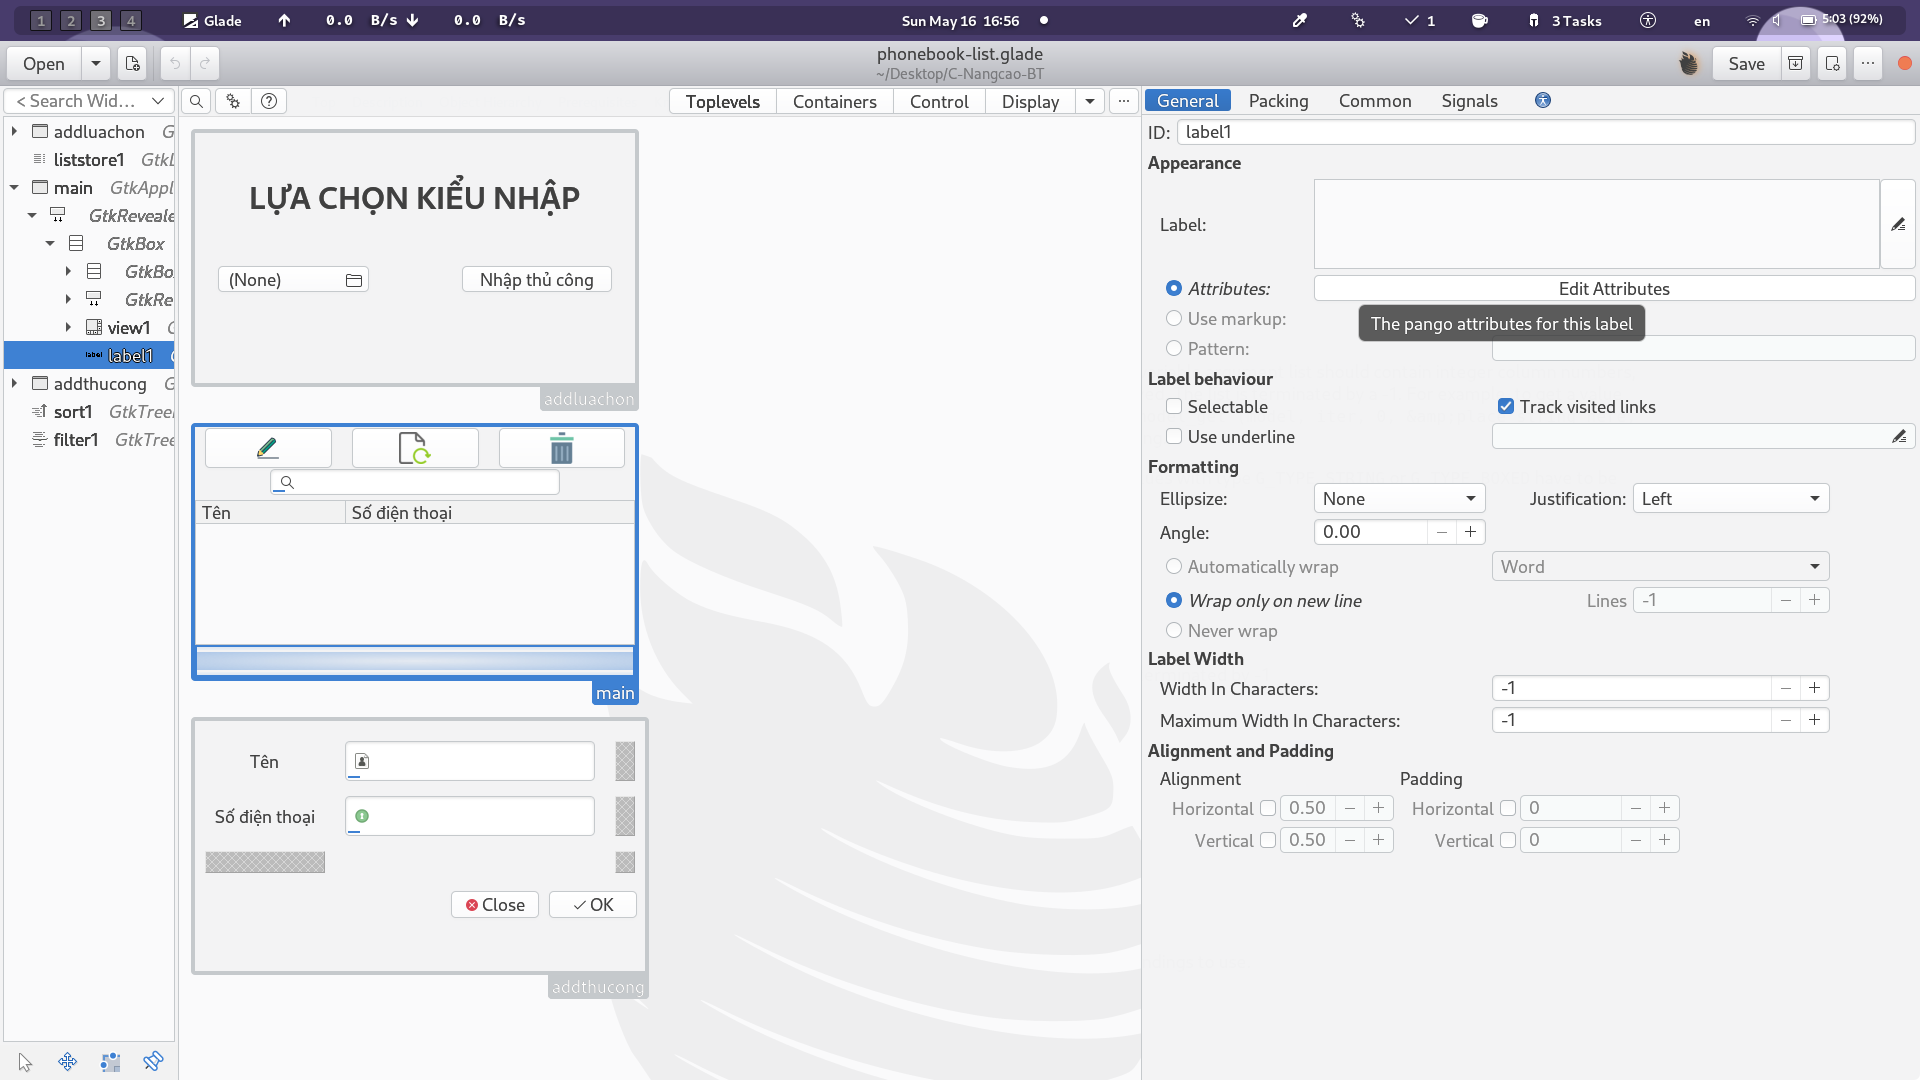 1 2 3 4 Glade 0.0 B/s 0.0 B/s Sun May 16 16:56 1 3 Tasks en 5:03 (92%)
Open phonebook-list.glade Save
~/Desktop/C-Nangcao-BT
< Search Wid... Toplevels Containers Control Display General Packing Common Signals
addluachon G
liststore1 GtkL
main GtkAppl
GtkReveale
GtkBox
GtkBo
GtkRe
view1 G
label label1 G
addthucong G
sort1 GtkTree
filter1 GtkTree
LỰA CHỌN KIỂU NHẬP
(None) Nhập thủ công
addluachon
Tên Số điện thoại
main
Tên
Số điện thoại
Close OK
addthucong
ID: label1
Appearance
Label:
Attributes: Edit Attributes
Use markup:
The pango attributes for this label
Pattern:
Label behaviour
Selectable Track visited links
Use underline
Formatting
Ellipsize: None Justification: Left
Angle: 0.00
Automatically wrap Word
Wrap only on new line Lines -1
Never wrap
Label Width
Width In Characters: -1
Maximum Width In Characters: -1
Alignment and Padding
Alignment Padding
Horizontal 0.50 Horizontal 0
Vertical 0.50 Vertical 0